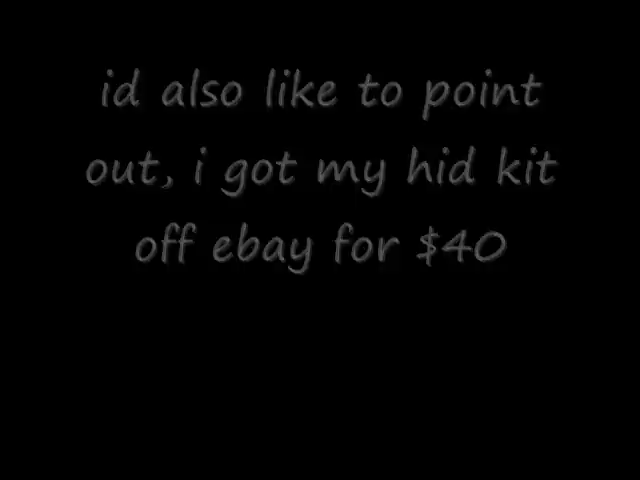 id also like to point
out, i got my hid kit
off ebay for $40